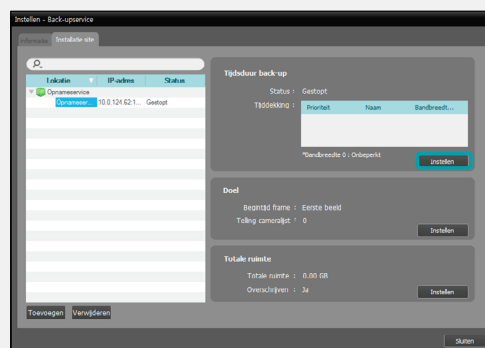 Instellen - Back-upservice
Informatie Installatie site
Lokatie IP-adres Status
Opnameservice
Opnameser... 10.0.124.62:1... Gestopt
Toevoegen Verwijderen
Tijdsduur back-up
Status : Gestopt
Tijddekking :
Prioriteit Naam Bandbreedt...
*Bandbreedte 0 ; Onbeperkt
Instellen
Doel
Begintijd frame : Eerste beeld
Telling cameralijst : 0
Instellen
Totale ruimte
Totale ruimte : 0.00 GB
Overschrijven : Ja
Instellen
Sluiten